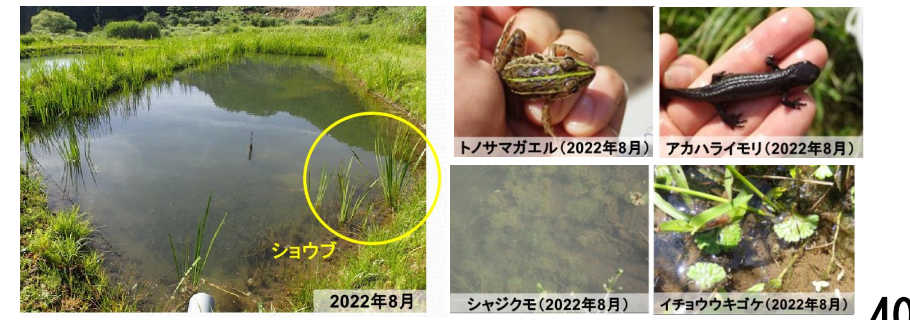 ショウブ
2022年8月
トノサマガエル(2022年8月)
アカハライモリ(2022年8月)
シャジクモ(2022年8月)
イチョウウキゴケ(2022年8月)